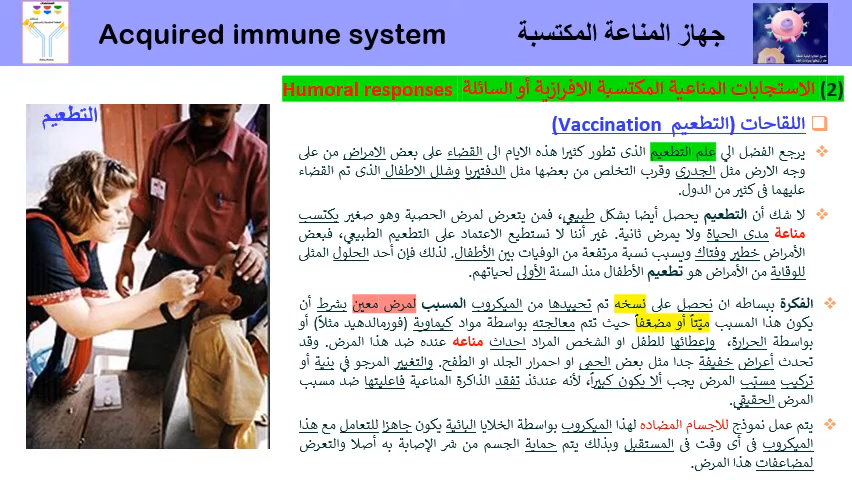 Acquired immune system جهاز المناعة المكتسبة
(2) الاستجابات المناعية المكتسبة الافرازية أو السائلة Humoral responses
التطعيم
اللقاحات (التطعيم Vaccination)
يرجع الفضل الي علم التطعيم الذى تطور كثيرا هذه الايام الى القضاء على بعض الامراض من على
وجه الارض مثل الجدري وقرب التخلص من بعضها مثل الدفتيريا وشلل الاطفال الذى تم القضاء
عليهما فى كثير من الدول.
لا شك أن التطعيم يحصل أيضا بشكل طبيعي، فمن يتعرض لمرض الحصبة وهو صغير يكتسب
مناعة مدى الحياة ولا يمرض ثانية. غير أننا لا نستطيع الاعتماد على التطعيم الطبيعي، فبعض
الأمراض خطير وفتاك ويسبب نسبة مرتفعة من الوفيات بين الأطفال. لذلك فإن أحد الحلول المثلى
للوقاية من الأمراض هو تطعيم الأطفال منذ السنة الأولى لحياتهم.
الفكرة ببساطه ان نحصل على نسخه تم تحييدها من الميكروب المسبب لمرض معين بشرط أن
يكون هذا المسبب ميّتاً أو مضعّفاً حيث تتم معالجته بواسطة مواد كيماوية (فورمالدهيد مثلاً) أو
بواسطة الحرارة، وإعطائها للطفل او الشخص المراد احداث مناعه عنده ضد هذا المرض. وقد
تحدث أعراض خفيفة جدا مثل بعض الحمى او احمرار الجلد او الطفح. والتغيير المرجو في بنية أو
تركيب مسبّب المرض يجب ألا يكون كبيراً، لأنه عندئذ تفقد الذاكرة المناعية فاعليتها ضد مسبب
المرض الحقيقي.
يتم عمل نموذج للاجسام المضاده لهذا الميكروب بواسطة الخلايا البائية يكون جاهزا للتعامل مع هذا
الميكروب فى أى وقت فى المستقبل وبذلك يتم حماية الجسم من شر الإصابة به أصلا والتعرض
لمضاعفات هذا المرض.